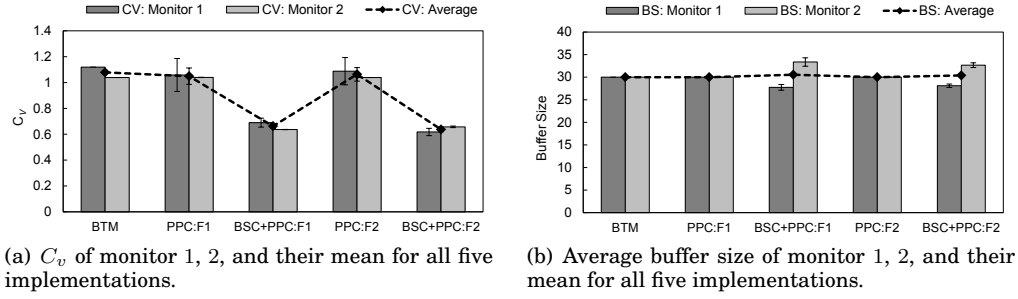 CV: Monitor 1 CV: Monitor 2 CV: Average
1.4
1.2
1
0.8
0.6
0.4
0.2
0
C_v
BTM PPC:F1 BSC+PPC:F1 PPC:F2 BSC+PPC:F2
(a) C_v of monitor 1, 2, and their mean for all five
implementations.
BS: Monitor 1 BS: Monitor 2 BS: Average
40
35
30
25
20
15
10
5
0
Buffer Size
BTM PPC:F1 BSC+PPC:F1 PPC:F2 BSC+PPC:F2
(b) Average buffer size of monitor 1, 2, and their
mean for all five implementations.